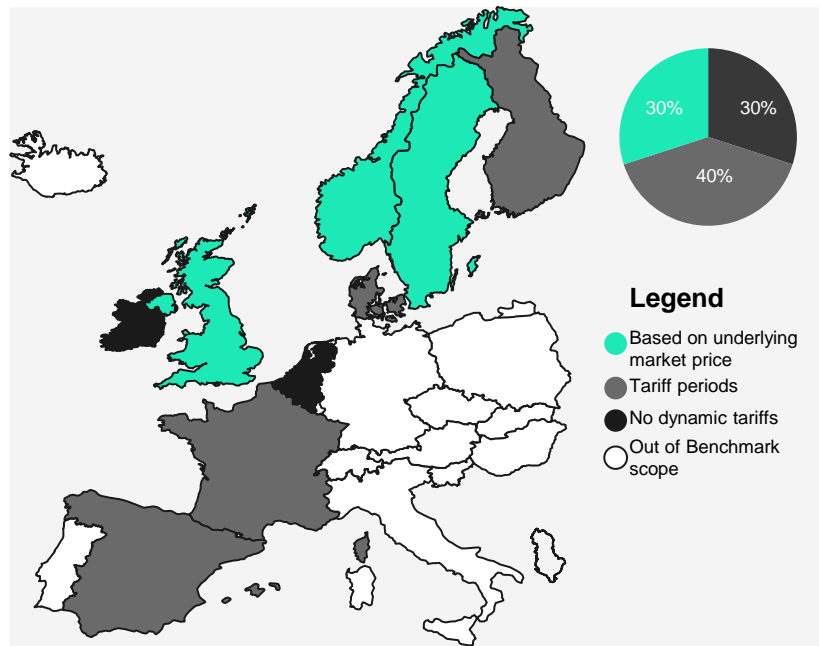 30%
30%
40%
Legend
Based on underlying
market price
Tariff periods
No dynamic tariffs
Out of Benchmark
scope